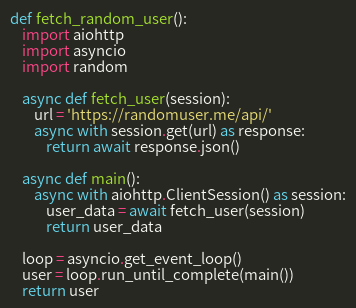 def fetch_random_user():
    import aiohttp
    import asyncio
    import random

    async def fetch_user(session):
        url = 'https://randomuser.me/api/'
        async with session.get(url) as response:
            return await response.json()

    async def main():
        async with aiohttp.ClientSession() as session:
            user_data = await fetch_user(session)
            return user_data

    loop = asyncio.get_event_loop()
    user = loop.run_until_complete(main())
    return user